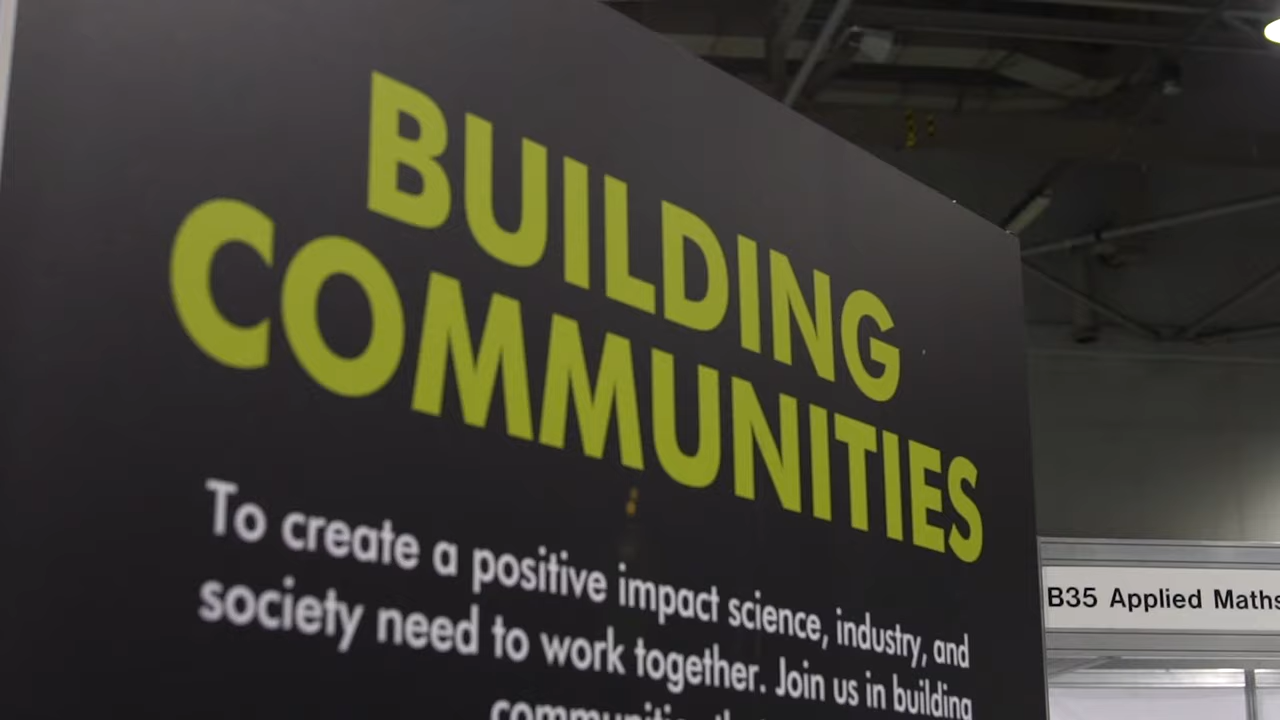 BUILDING
COMMUNITIES
To create a positive impact science, industry, and
society need to work together. Join us in building
B35 Applied Maths